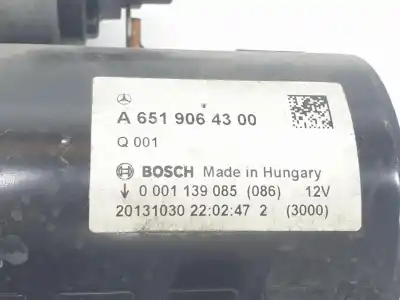 A 651 906 43 00
Q 001
BOSCH Made in Hungary
↓ 0 001 139 085 (086) 12V
20131030 22:02:47 2 (3000)